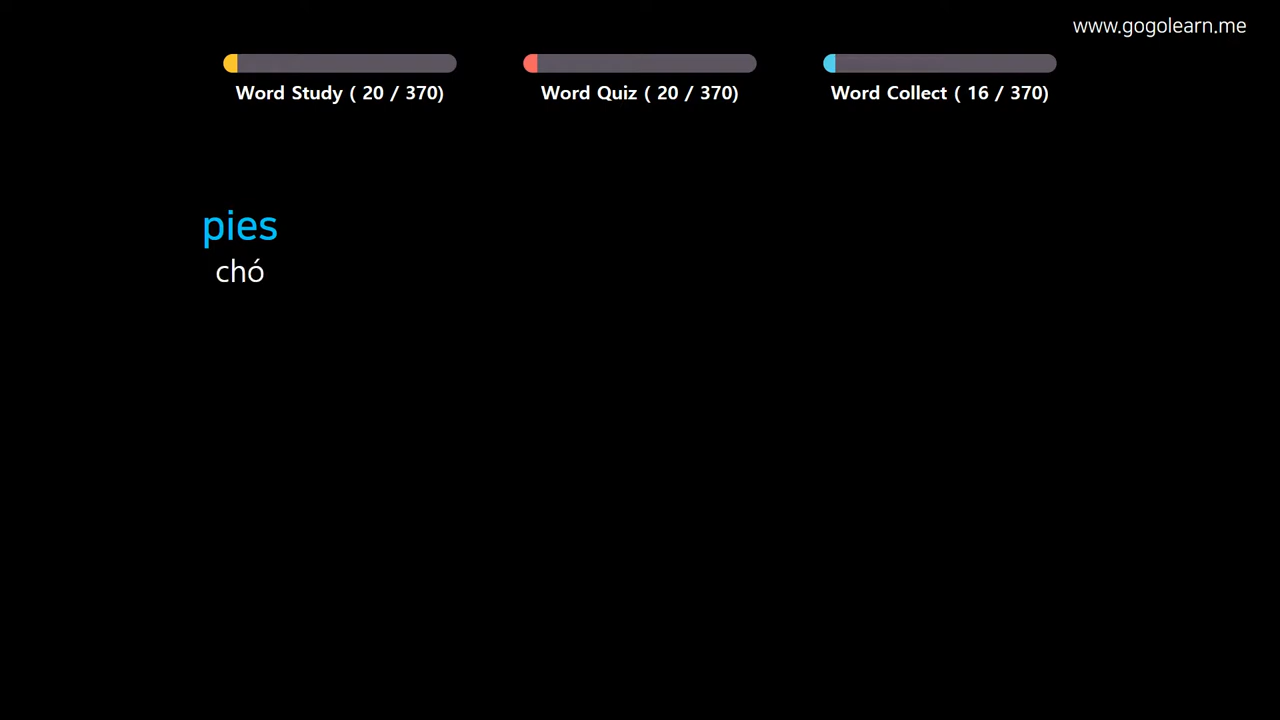 www.gogolearn.me
Word Study ( 20 / 370)
Word Quiz ( 20 / 370)
Word Collect ( 16 / 370)
pies
chó